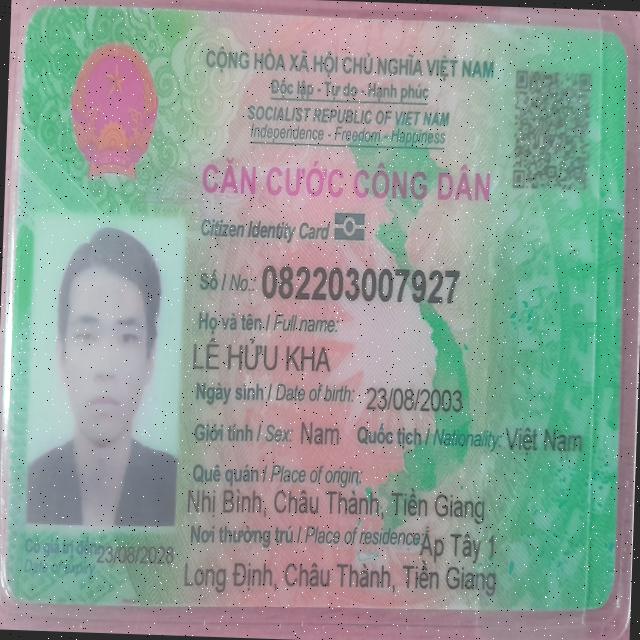 CỘNG HÒA XÃ HỘI CHỦ NGHĨA VIỆT NAM
Độc lập - Tự do - Hạnh phúc
SOCIALIST REPUBLIC OF VIET NAM
Independence - Freedom - Happiness
CĂN CƯỚC CÔNG DÂN
Citizen Identity Card
Số / No.: 082203007927
Họ và tên / Full name:
LÊ HỮU KHA
Ngày sinh / Date of birth: 23/08/2003
Giới tính / Sex: Nam Quốc tịch / Nationality: Việt Nam
Quê quán / Place of origin:
Nhị Bình, Châu Thành, Tiền Giang
Nơi thường trú / Place of residence: Ấp Tây 1
Long Định, Châu Thành, Tiền Giang
Có giá trị đến: 23/08/2028
Date of expiry